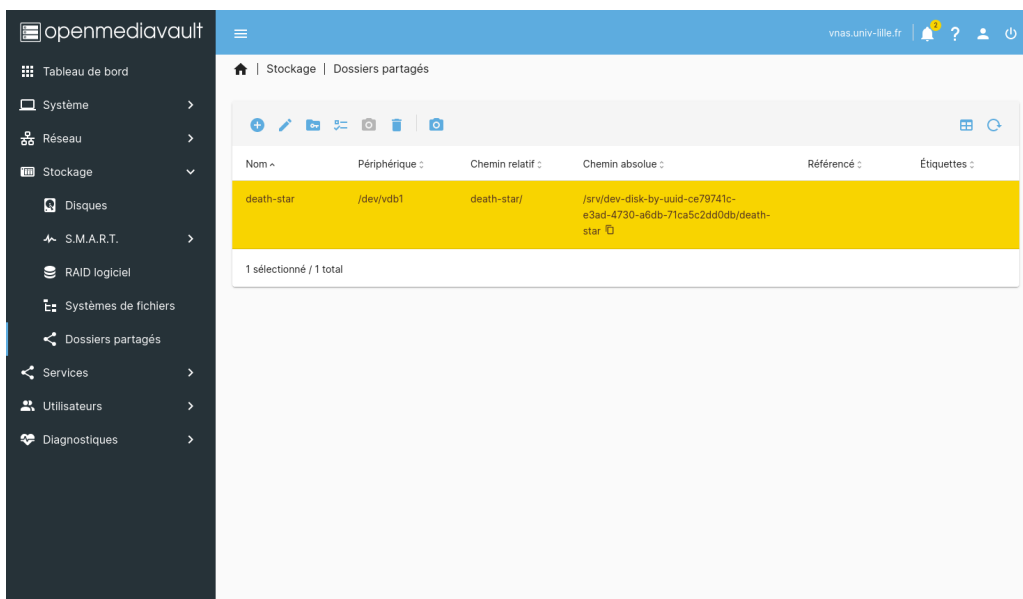 openmediavault
vnas.univ-lille.fr
2
?
Tableau de bord
Système
Réseau
Stockage
Disques
S.M.A.R.T.
RAID logiciel
Systèmes de fichiers
Dossiers partagés
Services
Utilisateurs
Diagnostiques
| Stockage | Dossiers partagés
Nom Périphérique Chemin relatif Chemin absolue Référencé Étiquettes
death-star /dev/vdb1 death-star/ /srv/dev-disk-by-uuid-ce79741c-
e3ad-4730-a6db-71ca5c2dd0db/death-
star
1 sélectionné / 1 total